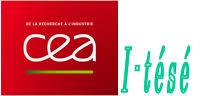 DE LA RECHERCHE À L'INDUSTRIE
cea
I-tésé